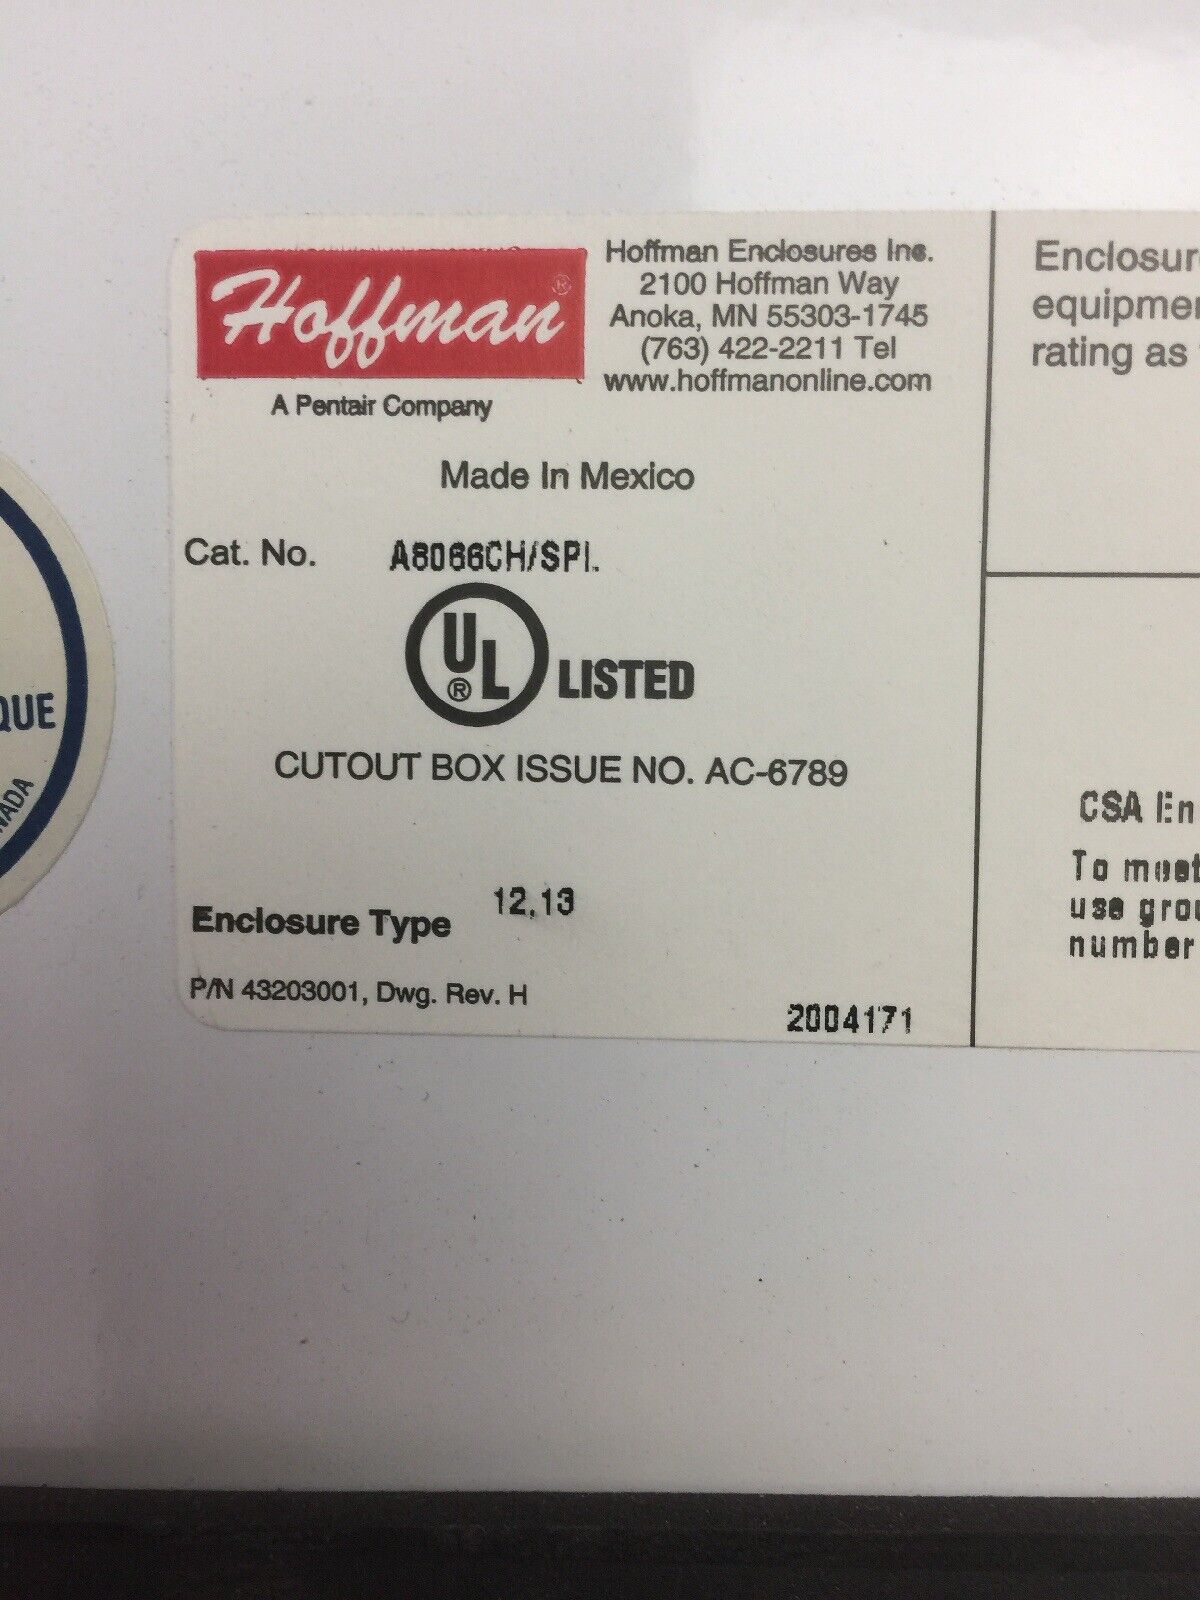 Hoffman®
A Pentair Company
Hoffman Enclosures Inc.
2100 Hoffman Way
Anoka, MN 55303-1745
(763) 422-2211 Tel
www.hoffmanonline.com
Made In Mexico
Cat. No. A8066CH/SPL
UL® LISTED
CUTOUT BOX ISSUE NO. AC-6789
Enclosure Type 12,13
P/N 43203001, Dwg. Rev. H
2004171
Enclosur
equipmen
rating as
CSA En
To meet
use grou
number
QUE
NADA